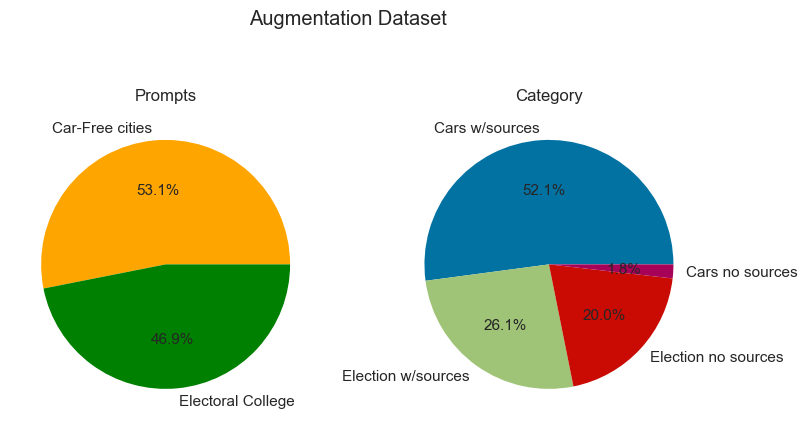 Augmentation Dataset
Prompts
Car-Free cities
53.1%
46.9%
Electoral College
Category
Cars w/sources
52.1%
1.8%
Cars no sources
26.1%
20.0%
Election no sources
Election w/sources